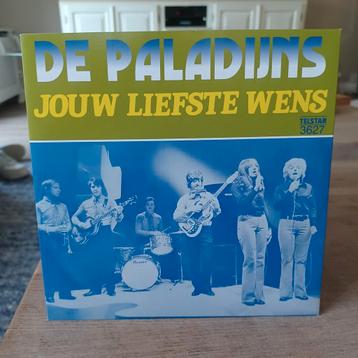 DE PALADIJNS
JOUW LIEFSTE WENS
TELSTAR
3627